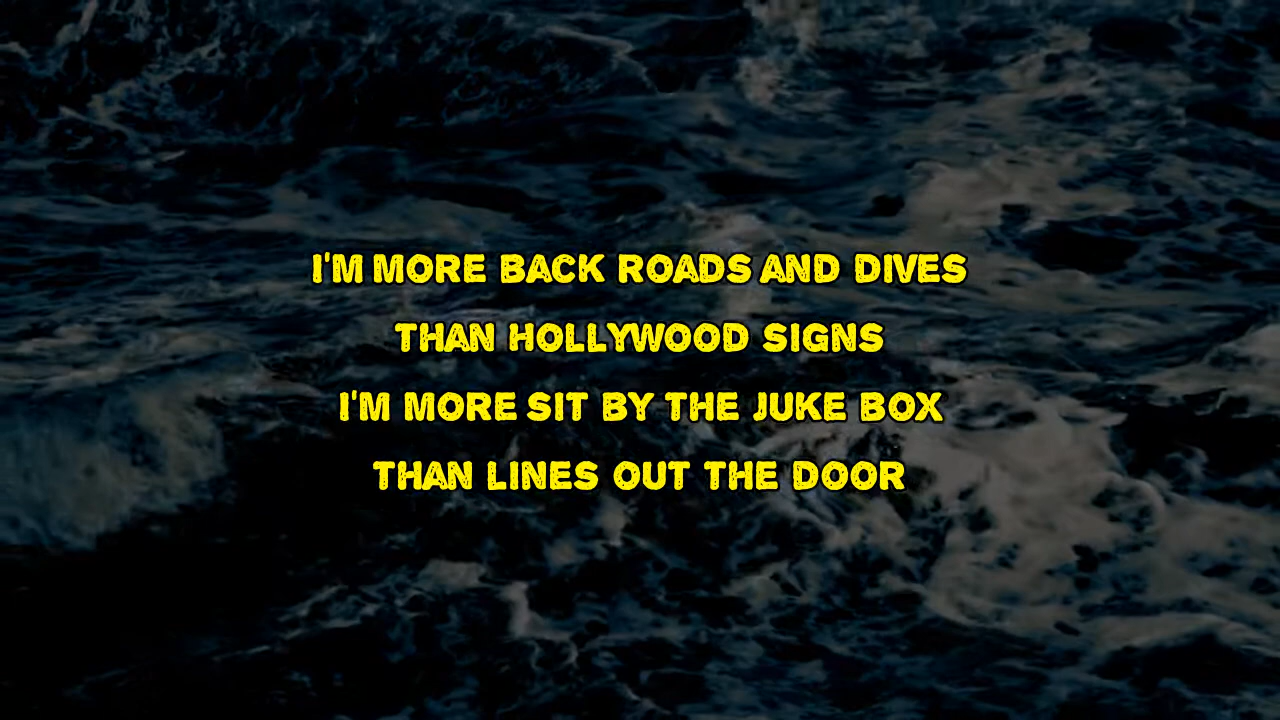 I'M MORE BACK ROADS AND DIVES
THAN HOLLYWOOD SIGNS
I'M MORE SIT BY THE JUKE BOX
THAN LINES OUT THE DOOR